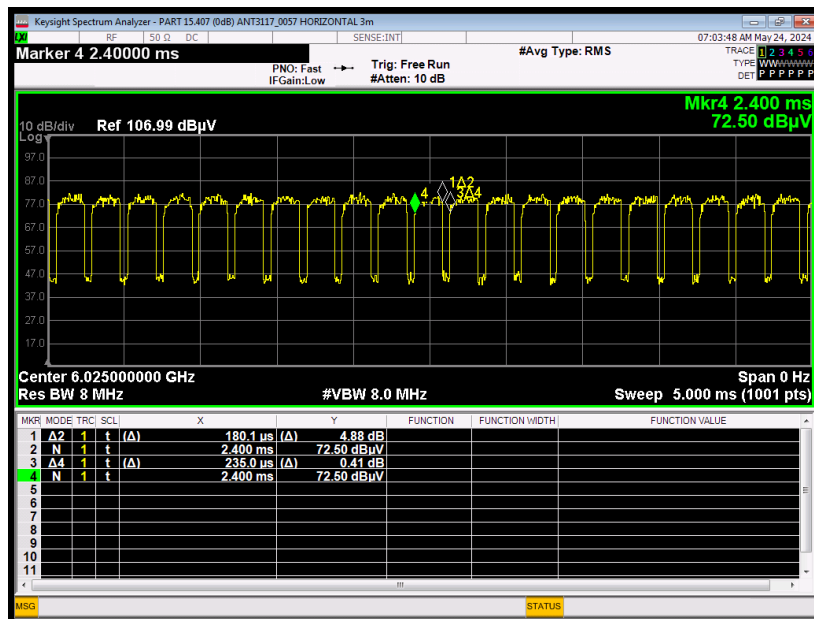 Keysight Spectrum Analyzer - PART 15.407 (0dB) ANT3117_0057 HORIZONTAL 3m
LXI RF 50 Ω DC SENSE:INT 07:03:48 AM May 24, 2024
Marker 4 2.40000 ms #Avg Type: RMS TRACE 1 2 3 4 5 6
PNO: Fast Trig: Free Run TYPE WWWWWW
IFGain:Low #Atten: 10 dB DET P P P P P P
Mkr4 2.400 ms
10 dB/div Ref 106.99 dBµV 72.50 dBµV
Log
97.0
87.0
1Δ2
4 3Δ4
77.0
67.0
57.0
47.0
37.0
27.0
17.0
Center 6.025000000 GHz Span 0 Hz
Res BW 8 MHz #VBW 8.0 MHz Sweep 5.000 ms (1001 pts)
MKR MODE TRC SCL X Y FUNCTION FUNCTION WIDTH FUNCTION VALUE
1 Δ2 1 t (Δ) 180.1 µs (Δ) 4.88 dB
2 N 1 t 2.400 ms 72.50 dBµV
3 Δ4 1 t (Δ) 235.0 µs (Δ) 0.41 dB
4 N 1 t 2.400 ms 72.50 dBµV
5
6
7
8
9
10
11
MSG STATUS